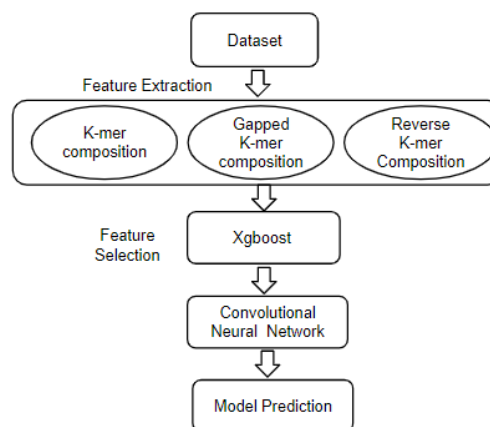 Dataset
Feature Extraction
K-mer
composition
Gapped
K-mer
composition
Reverse
K-mer
Composition
Feature
Selection
Xgboost
Convolutional
Neural Network
Model Prediction